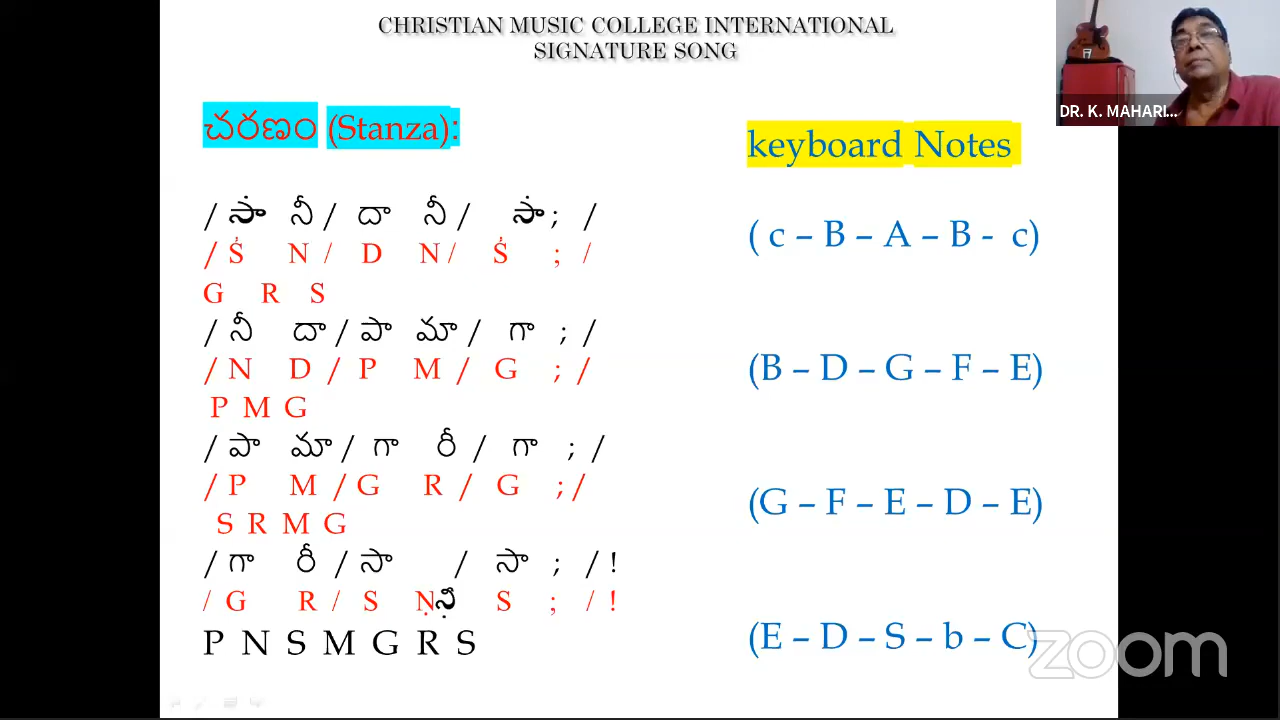 CHRISTIAN MUSIC COLLEGE INTERNATIONAL
SIGNATURE SONG
DR. K. MAHARI...
చరణం (Stanza):
keyboard Notes
/ సా̇ నీ / దా నీ / సా̇ ; /
/ Ṡ N / D N / Ṡ ; /
( c – B – A – B - c)
G R S
/ నీ దా / పా మా / గా ; /
/ N D / P M / G ; /
(B – D – G – F – E)
P M G
/ పా మా / గా రీ / గా ; /
/ P M / G R / G ; /
(G – F – E – D – E)
S R M G
/ గా రీ / సా / సా ; / !
/ G R / S Ṇ నీ̣ S ; / !
(E – D – S – b – C)
P N S M G R S
zoom